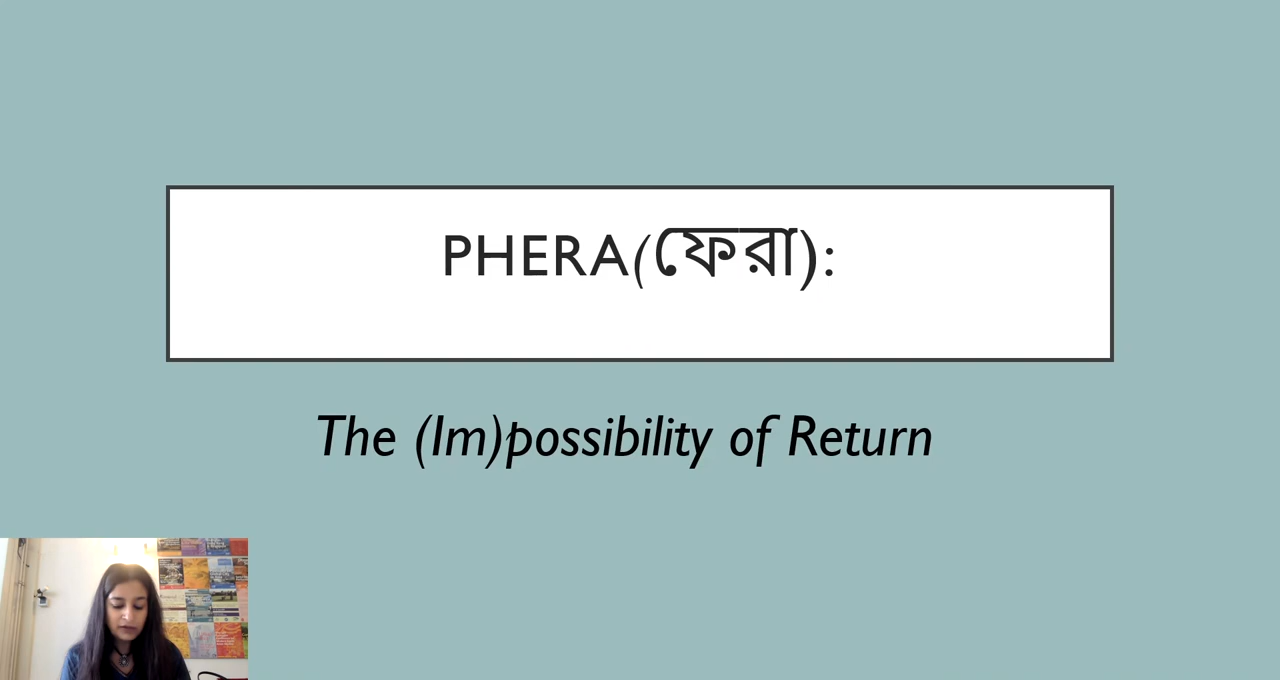 PHERA(ফেরা):
The (Im)possibility of Return